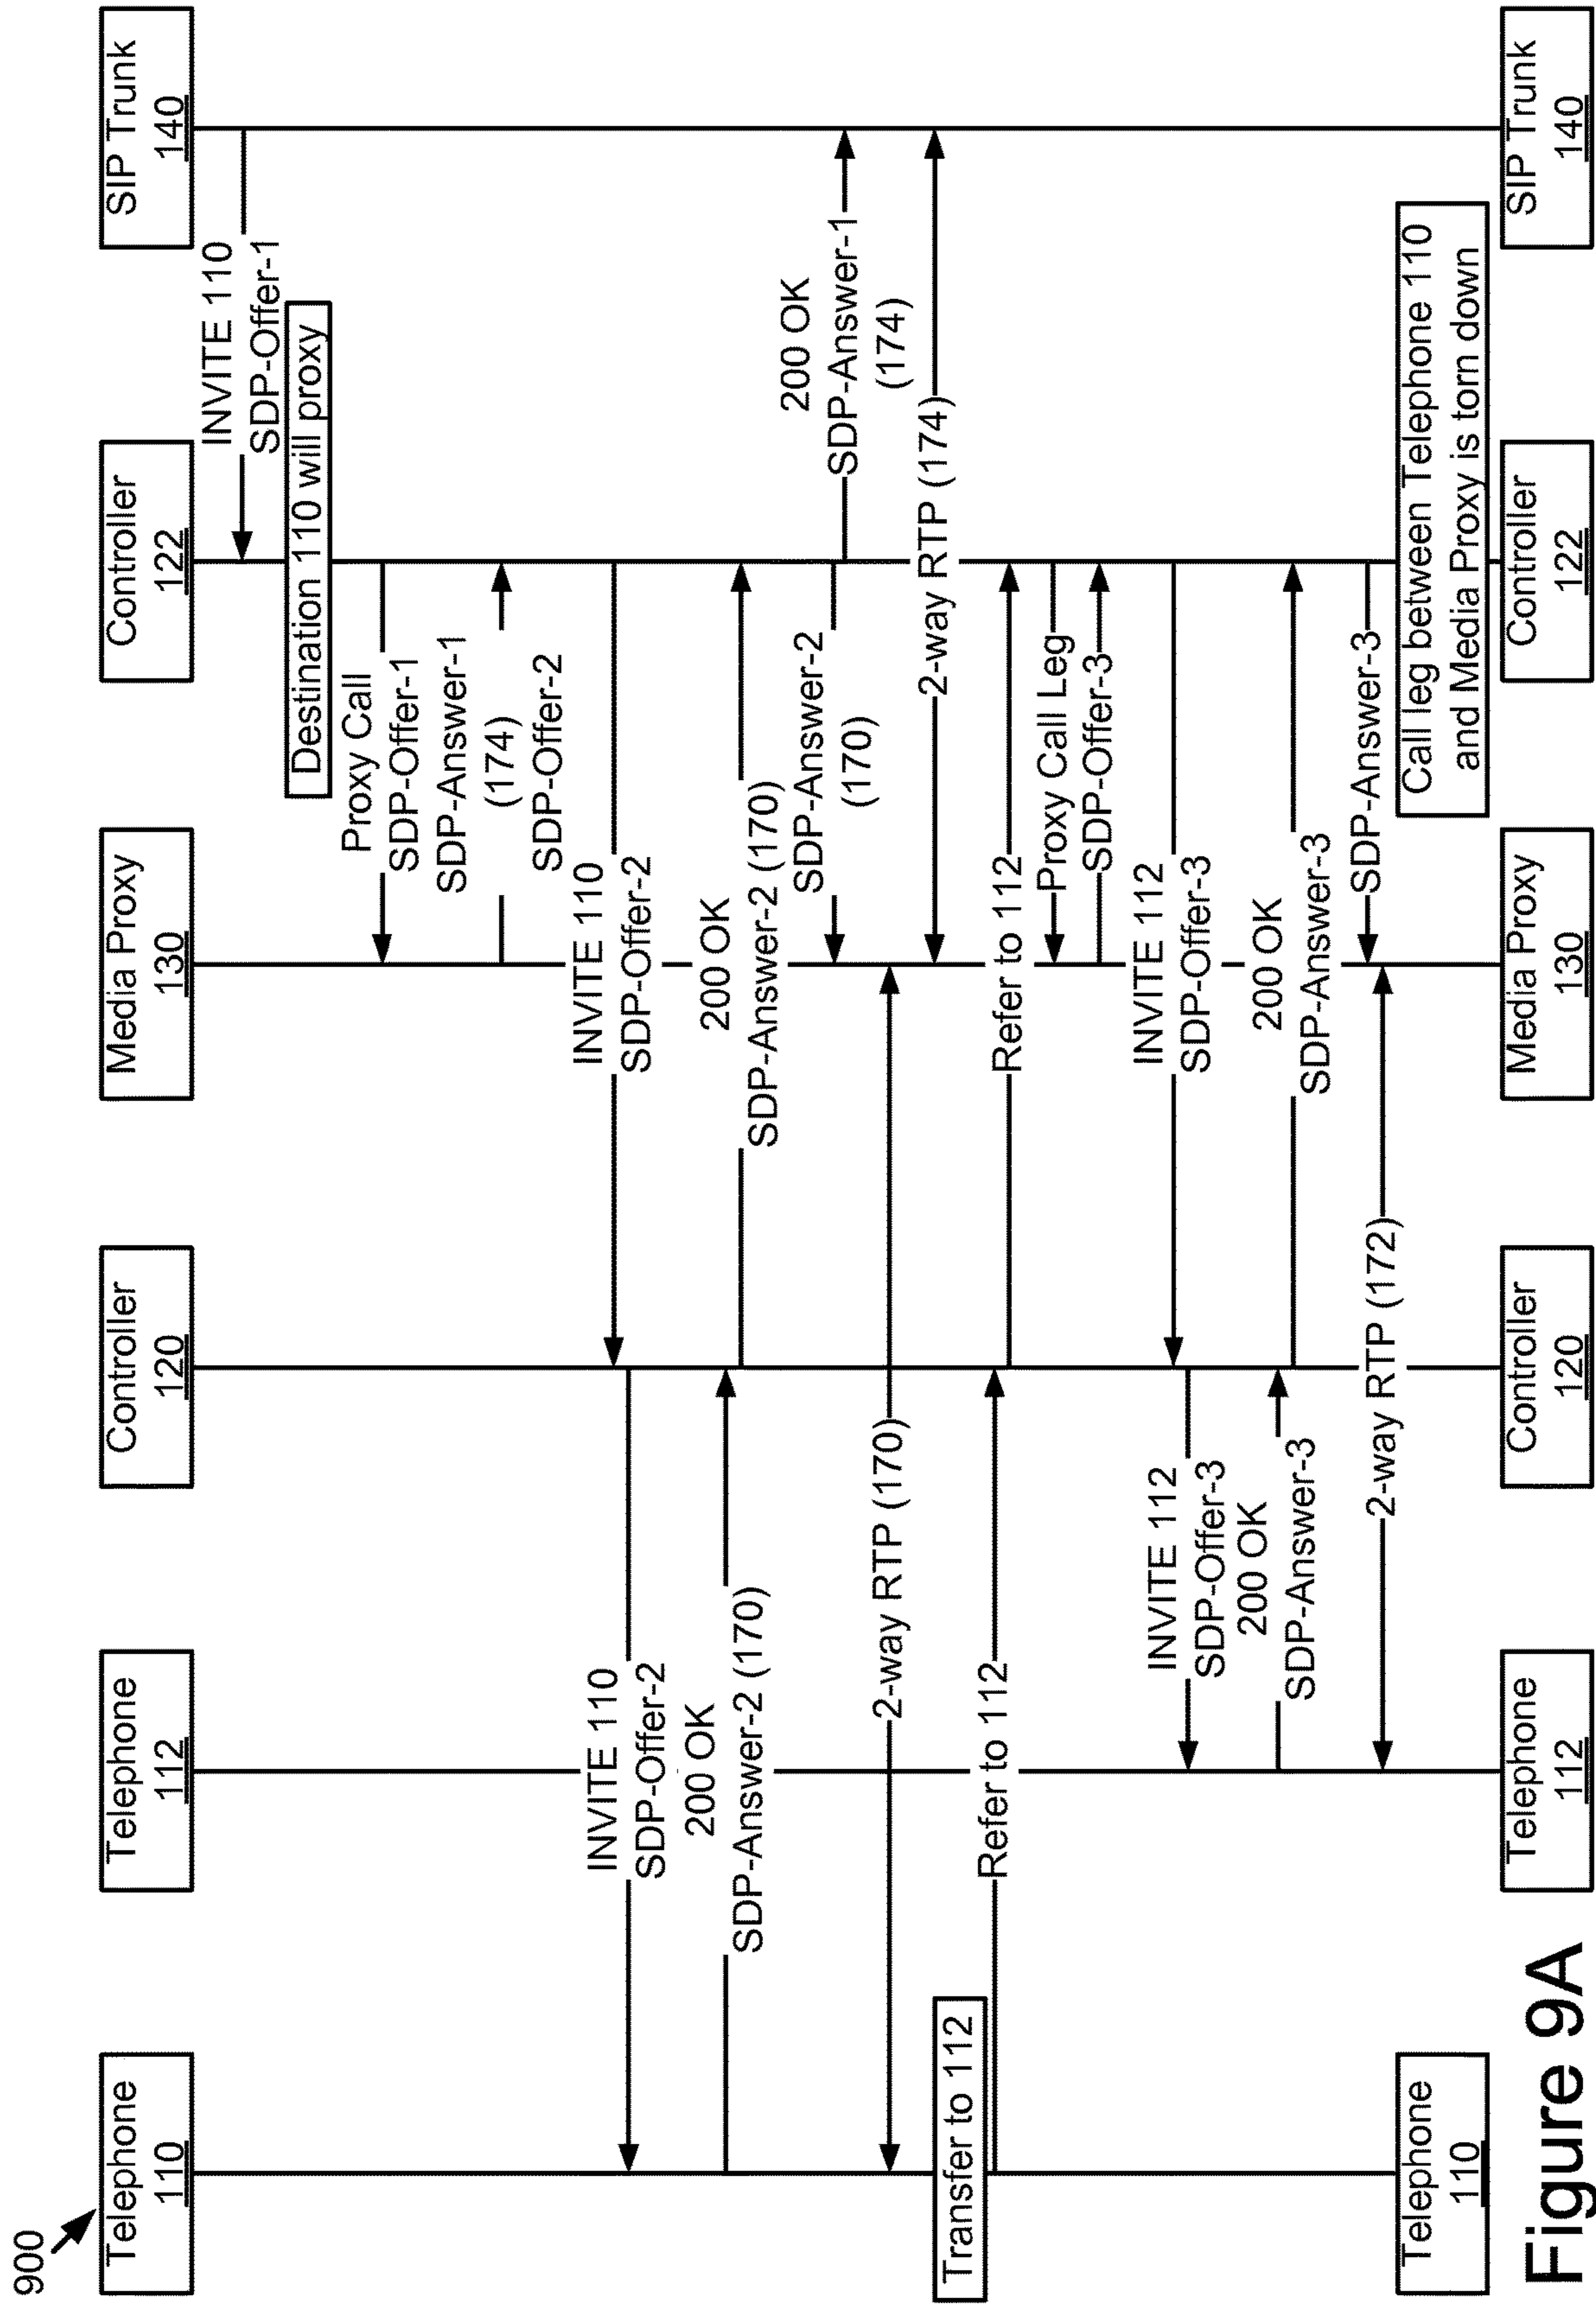 900
Telephone
110
Telephone
112
Controller
120
Media Proxy
130
Controller
122
SIP Trunk
140
INVITE 110
SDP-Offer-1
Destination 110 will proxy
Proxy Call
SDP-Offer-1
SDP-Answer-1
(174)
SDP-Offer-2
INVITE 110
SDP-Offer-2
INVITE 110
SDP-Offer-2
200 OK
SDP-Answer-2 (170)
200 OK
SDP-Answer-2 (170)
SDP-Answer-2
(170)
200 OK
SDP-Answer-1
(174)
2-way RTP (170)
2-way RTP (174)
Transfer to 112
Refer to 112
Refer to 112
Proxy Call Leg
SDP-Offer-3
INVITE 112
SDP-Offer-3
INVITE 112
SDP-Offer-3
200 OK
SDP-Answer-3
200 OK
SDP-Answer-3
SDP-Answer-3
2-way RTP (172)
Call leg between Telephone 110
and Media Proxy is torn down
Telephone
110
Telephone
112
Controller
120
Media Proxy
130
Controller
122
SIP Trunk
140
Figure 9A